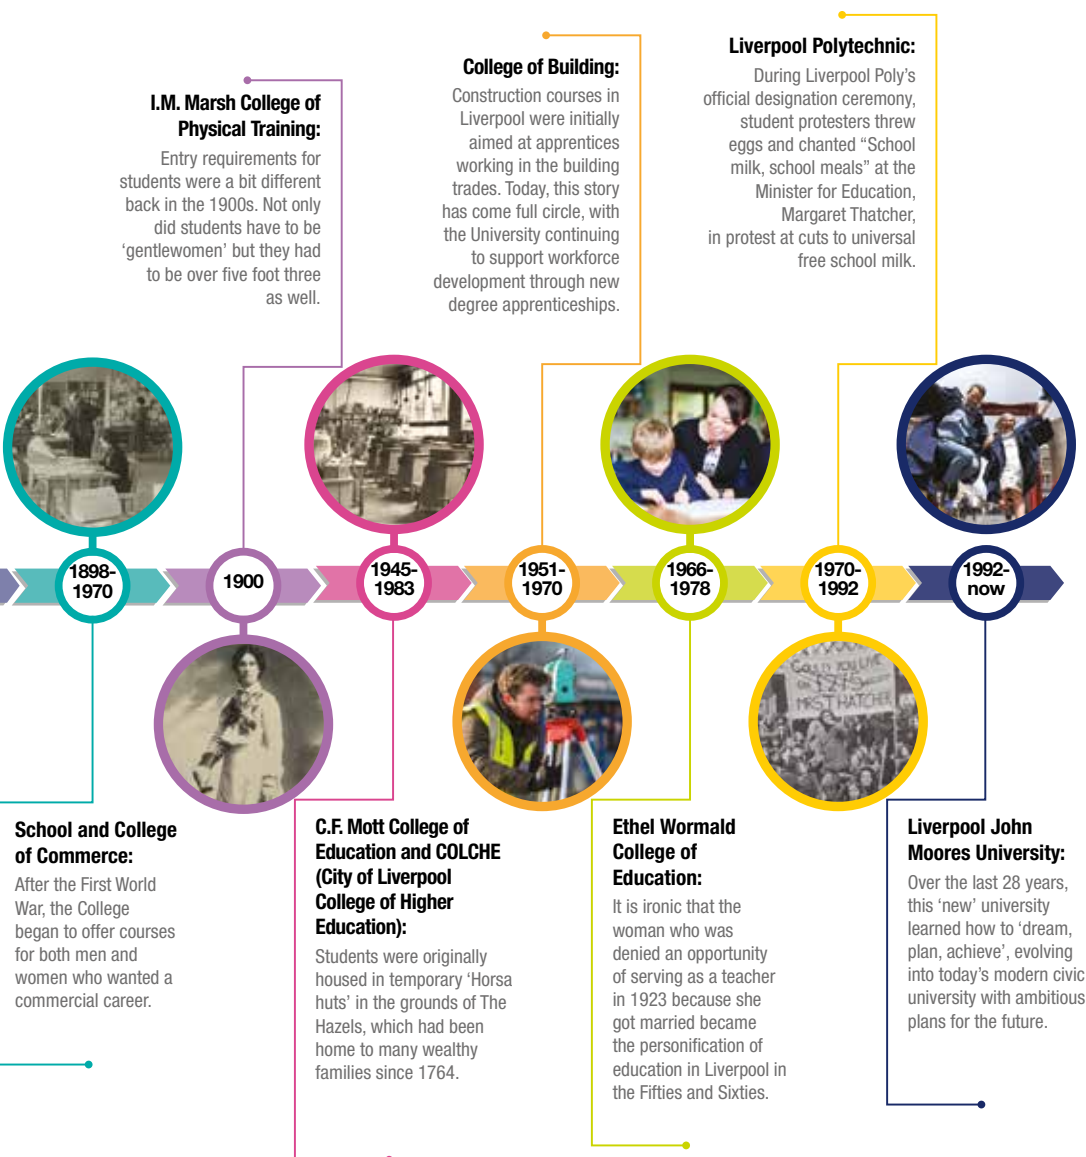 I.M. Marsh College of
Physical Training:
Entry requirements for
students were a bit different
back in the 1900s. Not only
did students have to be
‘gentlewomen’ but they had
to be over five foot three
as well.
College of Building:
Construction courses in
Liverpool were initially
aimed at apprentices
working in the building
trades. Today, this story
has come full circle, with
the University continuing
to support workforce
development through new
degree apprenticeships.
Liverpool Polytechnic:
During Liverpool Poly’s
official designation ceremony,
student protesters threw
eggs and chanted “School
milk, school meals” at the
Minister for Education,
Margaret Thatcher,
in protest at cuts to universal
free school milk.
1898-
1970
1900
1945-
1983
1951-
1970
1966-
1978
1970-
1992
1992-
now
COULD YOU LIVE
ON
MRS THATCHER
School and College
of Commerce:
After the First World
War, the College
began to offer courses
for both men and
women who wanted a
commercial career.
C.F. Mott College of
Education and COLCHE
(City of Liverpool
College of Higher
Education):
Students were originally
housed in temporary ‘Horsa
huts’ in the grounds of The
Hazels, which had been
home to many wealthy
families since 1764.
Ethel Wormald
College of
Education:
It is ironic that the
woman who was
denied an opportunity
of serving as a teacher
in 1923 because she
got married became
the personification of
education in Liverpool in
the Fifties and Sixties.
Liverpool John
Moores University:
Over the last 28 years,
this ‘new’ university
learned how to ‘dream,
plan, achieve’, evolving
into today’s modern civic
university with ambitious
plans for the future.